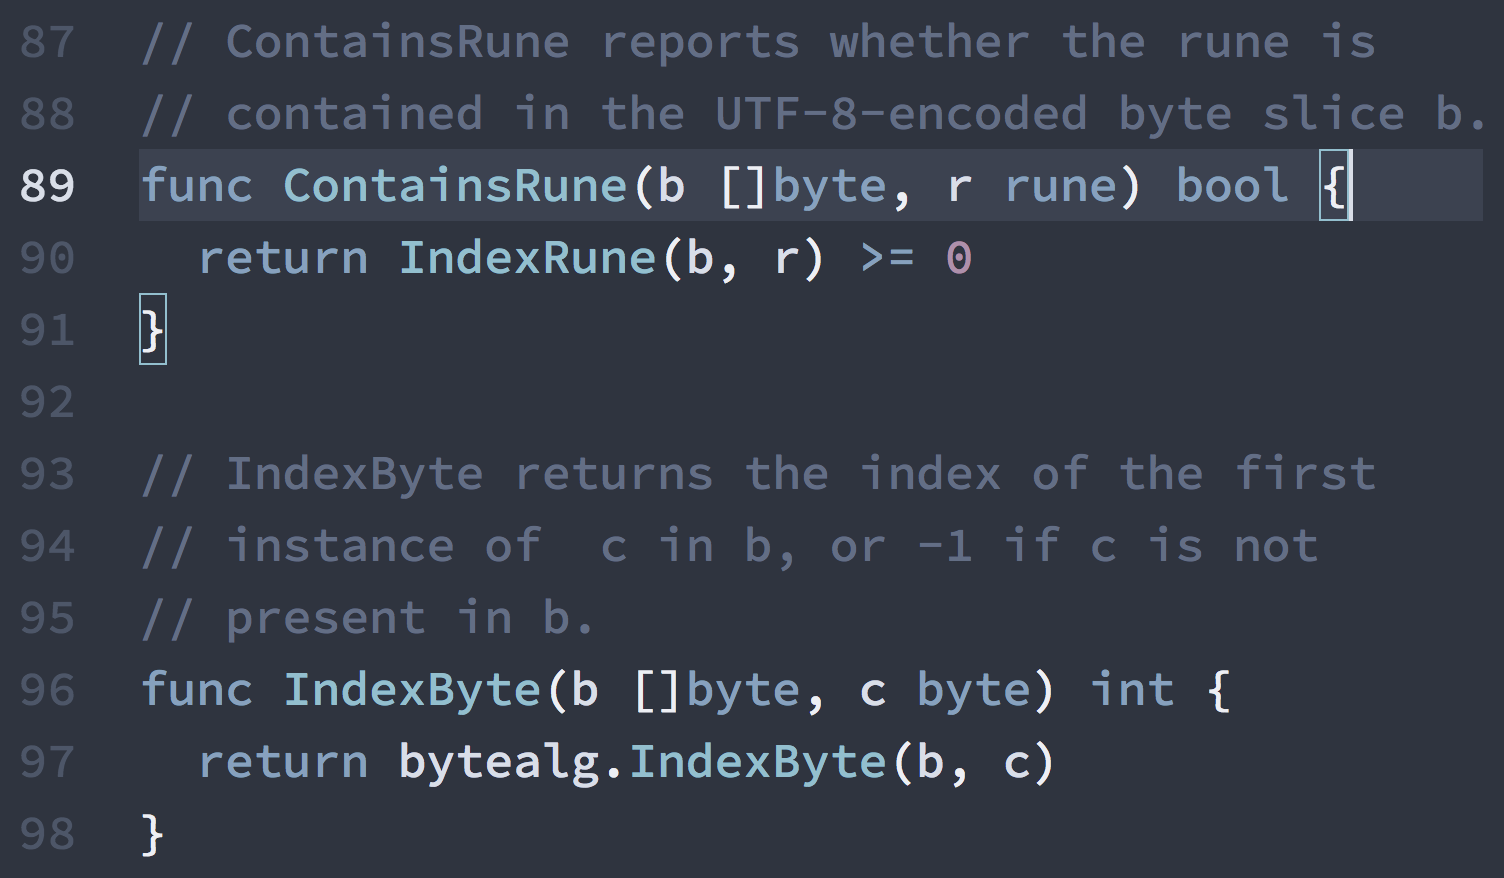 87 // ContainsRune reports whether the rune is
88 // contained in the UTF-8-encoded byte slice b.
89 func ContainsRune(b []byte, r rune) bool {
90   return IndexRune(b, r) >= 0
91 }
92
93 // IndexByte returns the index of the first
94 // instance of  c in b, or -1 if c is not
95 // present in b.
96 func IndexByte(b []byte, c byte) int {
97   return bytealg.IndexByte(b, c)
98 }